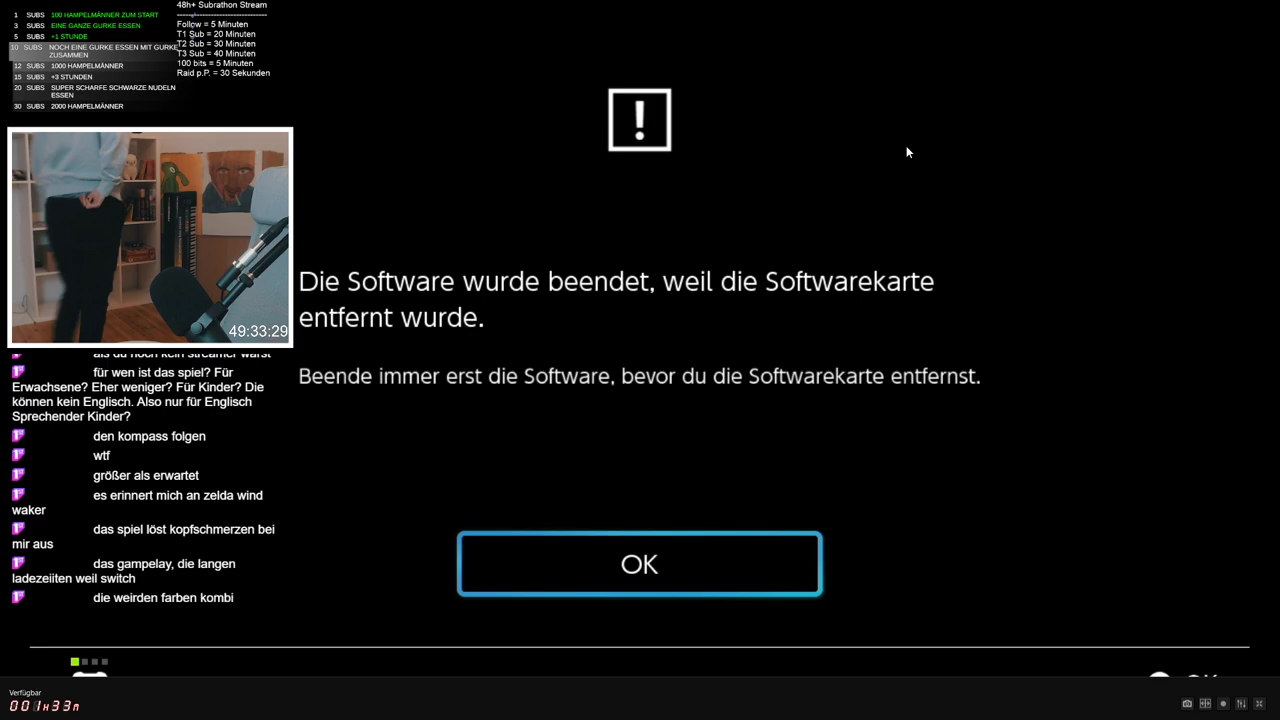 1 SUBS 100 HAMPELMÄNNER ZUM START
3 SUBS EINE GANZE GURKE ESSEN
5 SUBS +1 STUNDE
10 SUBS NOCH EINE GURKE ESSEN MIT GURKE
ZUSAMMEN
12 SUBS 1000 HAMPELMÄNNER
15 SUBS +3 STUNDEN
20 SUBS SUPER SCHARFE SCHWARZE NUDELN
ESSEN
30 SUBS 2000 HAMPELMÄNNER
48h+ Subrathon Stream
Follow = 5 Minuten
T1 Sub = 20 Minuten
T2 Sub = 30 Minuten
T3 Sub = 40 Minuten
100 bits = 5 Minuten
Raid p.P. = 30 Sekunden
49:33:29
als du noch kein streamer warst
für wen ist das spiel? Für
Erwachsene? Eher weniger? Für Kinder? Die
können kein Englisch. Also nur für Englisch
Sprechender Kinder?
den kompass folgen
wtf
größer als erwartet
es erinnert mich an zelda wind
waker
das spiel löst kopfschmerzen bei
mir aus
das gampelay, die langen
ladezeiiten weil switch
die weirden farben kombi
!
Die Software wurde beendet, weil die Softwarekarte
entfernt wurde.
Beende immer erst die Software, bevor du die Softwarekarte entfernst.
OK
Verfügbar
001H33m